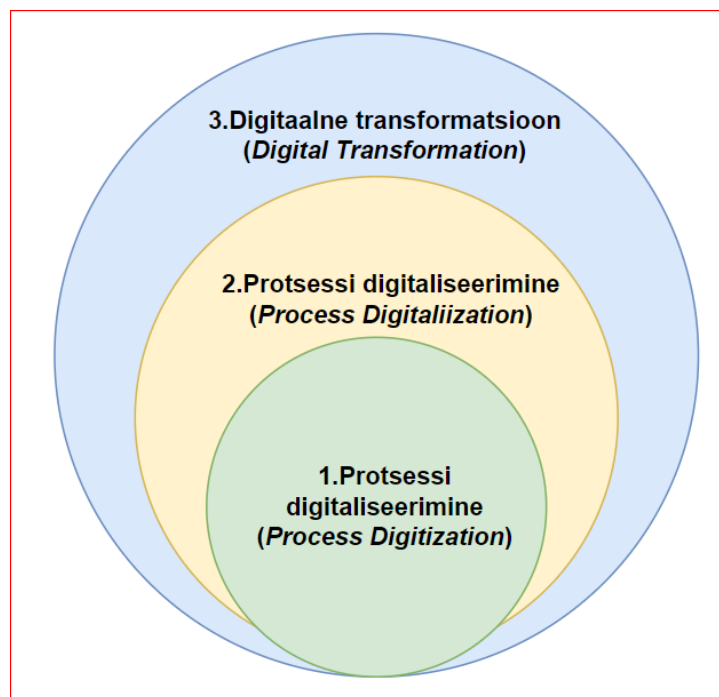 3.Digitaalne transformatsioon
(Digital Transformation)
2.Protsessi digitaliseerimine
(Process Digitaliization)
1.Protsessi
digitaliseerimine
(Process Digitization)